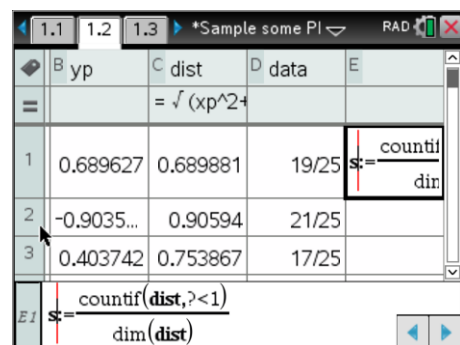 1.1 1.2 1.3 *Sample some PI RAD
B yp C dist D data E
= =√(xp^2+
1 0.689627 0.689881 19/25 s:=countif
din
2 -0.9035... 0.90594 21/25
3 0.403742 0.753867 17/25
E1 s:=countif(dist,?<1)
dim(dist)